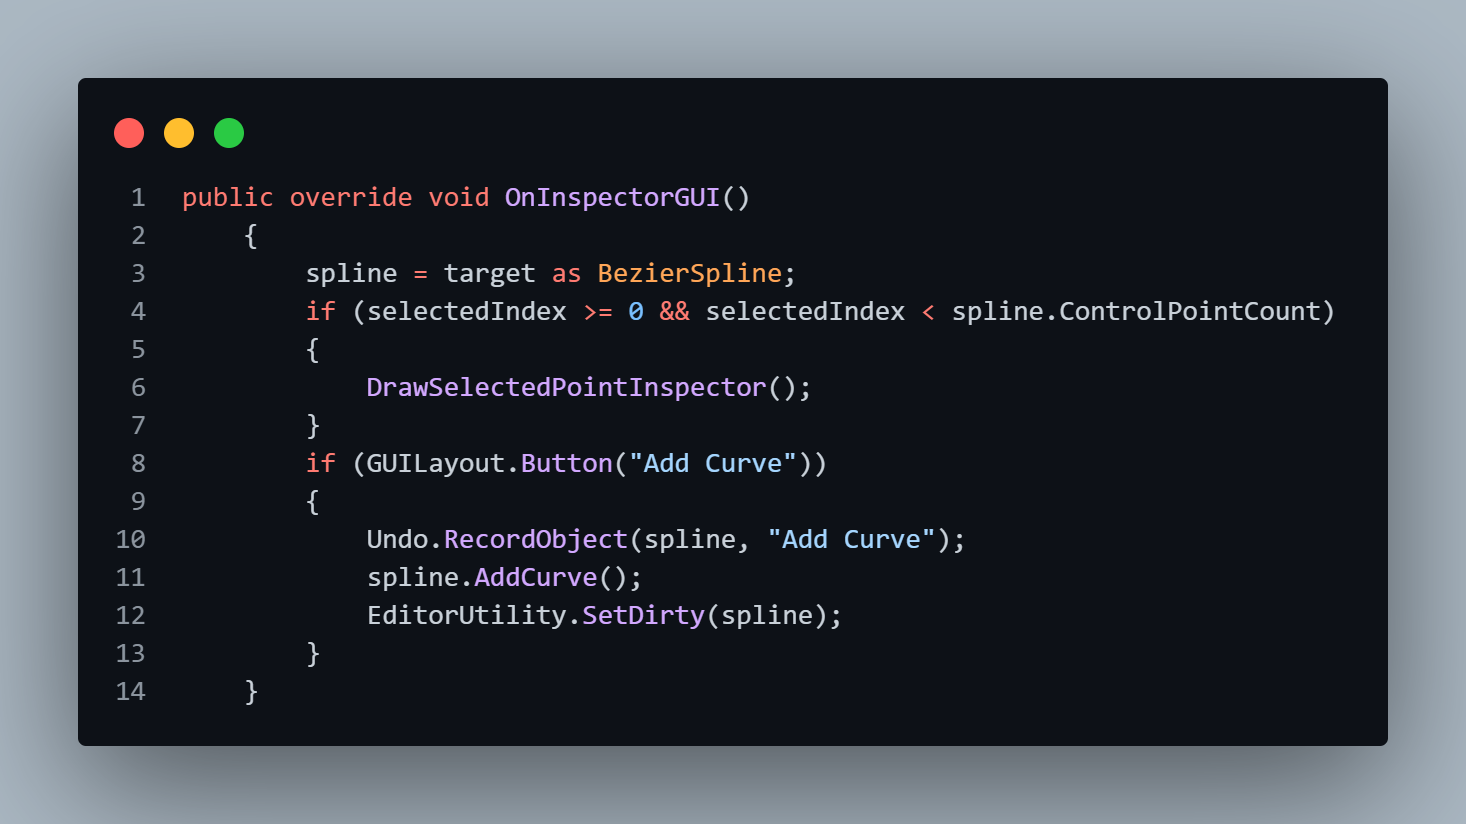 1 public override void OnInspectorGUI()
2     {
3         spline = target as BezierSpline;
4         if (selectedIndex >= 0 && selectedIndex < spline.ControlPointCount)
5         {
6             DrawSelectedPointInspector();
7         }
8         if (GUILayout.Button("Add Curve"))
9         {
10             Undo.RecordObject(spline, "Add Curve");
11             spline.AddCurve();
12             EditorUtility.SetDirty(spline);
13         }
14     }